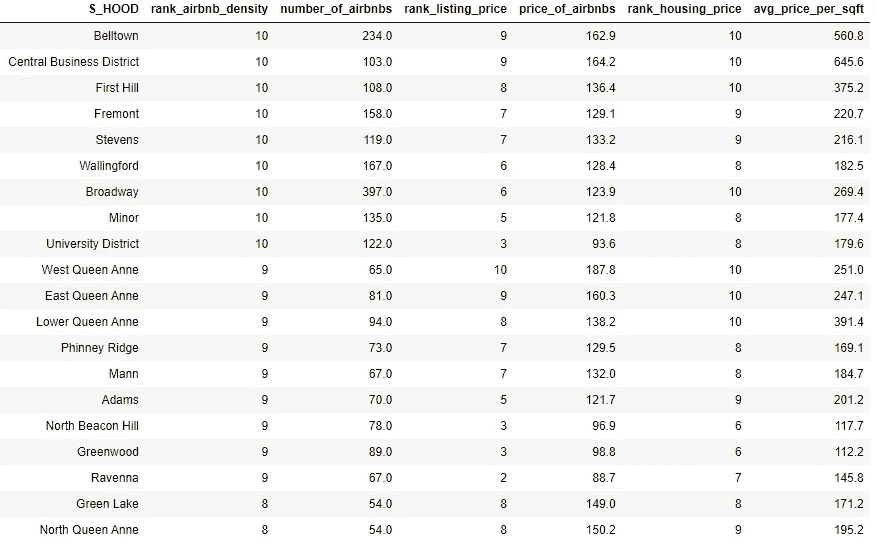 S_HOOD rank_airbnb_density number_of_airbnbs rank_listing_price price_of_airbnbs rank_housing_price avg_price_per_sqft
Belltown 10 234.0 9 162.9 10 560.8
Central Business District 10 103.0 9 164.2 10 645.6
First Hill 10 108.0 8 136.4 10 375.2
Fremont 10 158.0 7 129.1 9 220.7
Stevens 10 119.0 7 133.2 9 216.1
Wallingford 10 167.0 6 128.4 8 182.5
Broadway 10 397.0 6 123.9 10 269.4
Minor 10 135.0 5 121.8 8 177.4
University District 10 122.0 3 93.6 8 179.6
West Queen Anne 9 65.0 10 187.8 10 251.0
East Queen Anne 9 81.0 9 160.3 10 247.1
Lower Queen Anne 9 94.0 8 138.2 10 391.4
Phinney Ridge 9 73.0 7 129.5 8 169.1
Mann 9 67.0 7 132.0 8 184.7
Adams 9 70.0 5 121.7 9 201.2
North Beacon Hill 9 78.0 3 96.9 6 117.7
Greenwood 9 89.0 3 98.8 6 112.2
Ravenna 9 67.0 2 88.7 7 145.8
Green Lake 8 54.0 8 149.0 8 171.2
North Queen Anne 8 54.0 8 150.2 9 195.2